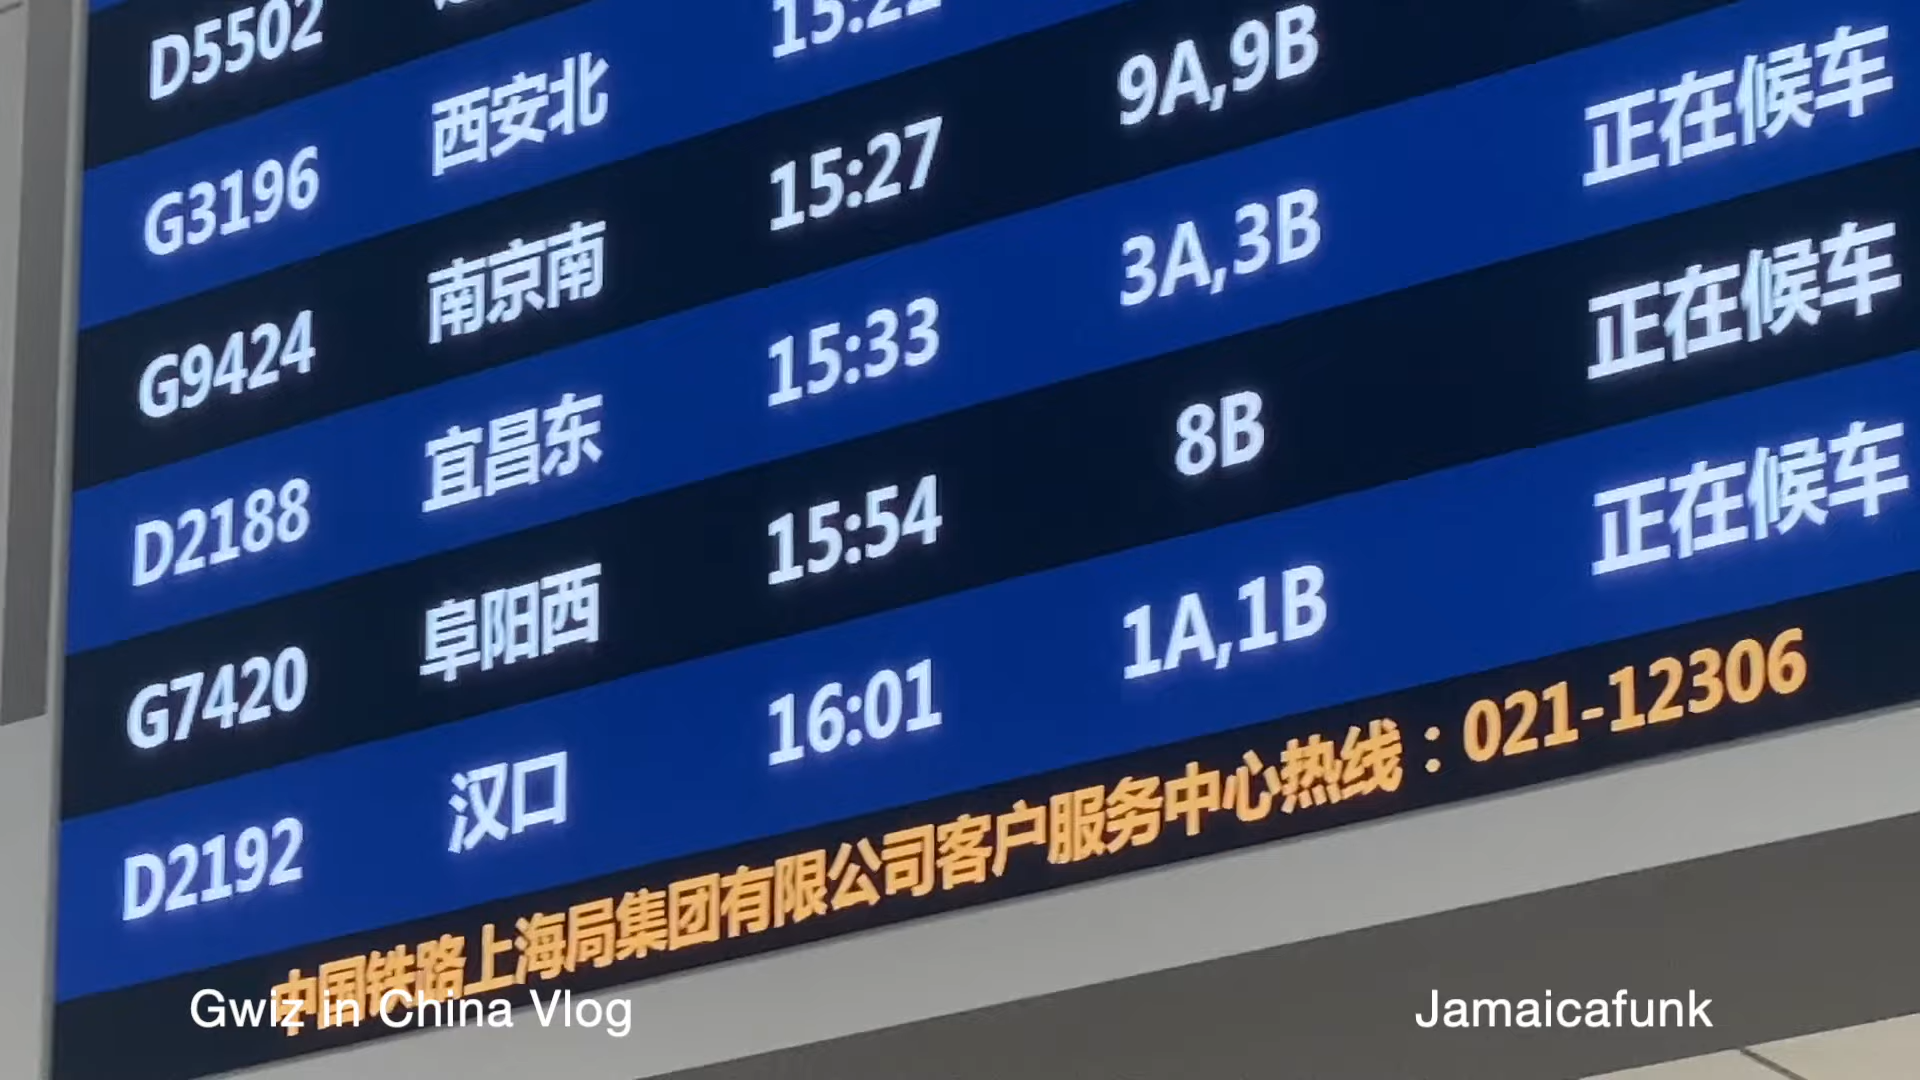 D5502
G3196 西安北
G9424 南京南 15:27 9A,9B
D2188 宜昌东 15:33 3A,3B 正在候车
G7420 阜阳西 15:54 8B 正在候车
D2192 汉口 16:01 1A,1B 正在候车
中国铁路上海局集团有限公司客户服务中心热线：021-12306
Gwiz in China Vlog
Jamaicafunk